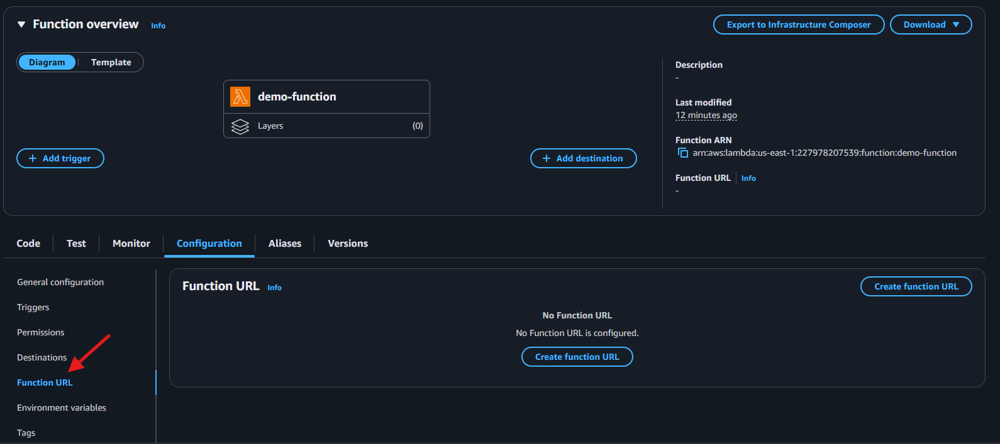 Function overview Info
Export to Infrastructure Composer
Download
Diagram
Template
demo-function
Layers
(0)
Add trigger
Add destination
Description
-
Last modified
12 minutes ago
Function ARN
arn:aws:lambda:us-east-1:227978207539:function:demo-function
Function URL Info
-
Code
Test
Monitor
Configuration
Aliases
Versions
General configuration
Triggers
Permissions
Destinations
Function URL
Environment variables
Tags
Function URL Info
Create function URL
No Function URL
No Function URL is configured.
Create function URL